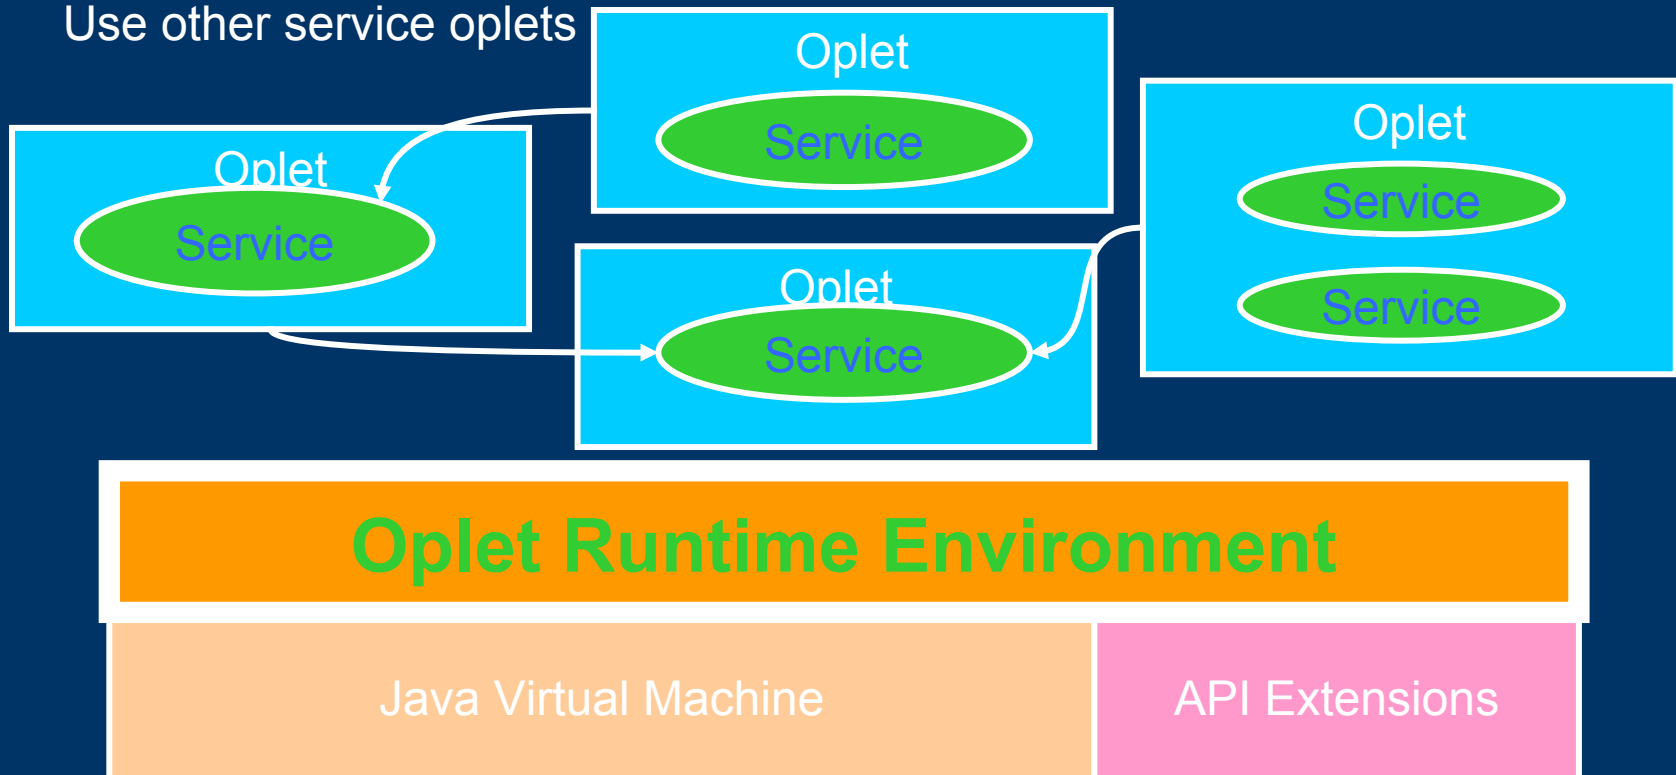 Use other service oplets
Oplet
Service
Oplet
Service
Service
Oplet
Service
Oplet
Service
Oplet Runtime Environment
Java Virtual Machine
API Extensions